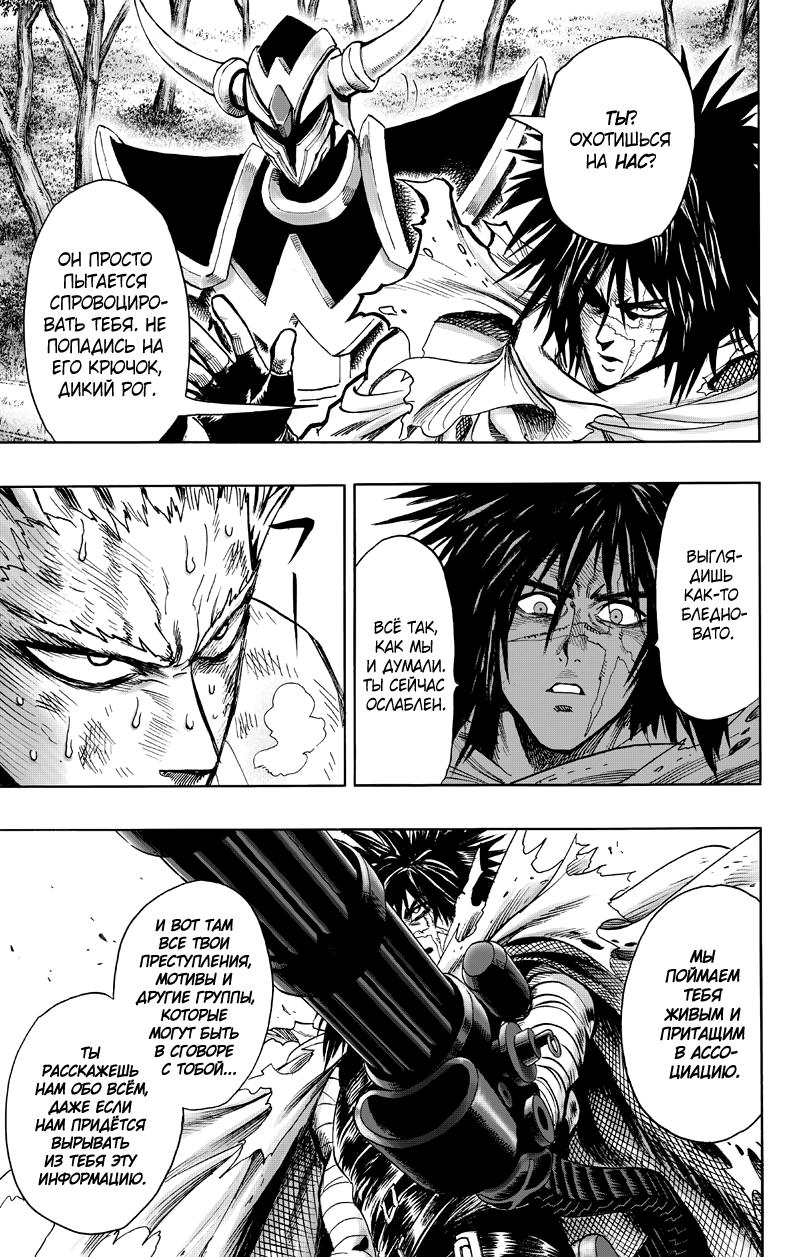 ТЫ?
ОХОТИШЬСЯ
НА НАС?
ОН ПРОСТО
ПЫТАЕТСЯ
СПРОВОЦИРО-
ВАТЬ ТЕБЯ. НЕ
ПОПАДИСЬ НА
ЕГО КРЮЧОК,
ДИКИЙ РОГ.
ВЫГЛЯ-
ДИШЬ
КАК-ТО
БЛЕДНО-
ВАТО.
ВСЁ ТАК,
КАК МЫ
И ДУМАЛИ.
ТЫ СЕЙЧАС
ОСЛАБЛЕН.
МЫ
ПОЙМАЕМ
ТЕБЯ
ЖИВЫМ И
ПРИТАЩИМ
В АССО-
ЦИАЦИЮ.
И ВОТ ТАМ
ВСЕ ТВОИ
ПРЕСТУПЛЕНИЯ,
МОТИВЫ И
ДРУГИЕ ГРУППЫ,
КОТОРЫЕ
МОГУТ БЫТЬ
В СГОВОРЕ
С ТОБОЙ...
ТЫ
РАССКАЖЕШЬ
НАМ ОБО ВСЁМ,
ДАЖЕ ЕСЛИ
НАМ ПРИДЁТСЯ
ВЫРЫВАТЬ
ИЗ ТЕБЯ ЭТУ
ИНФОРМАЦИЮ.